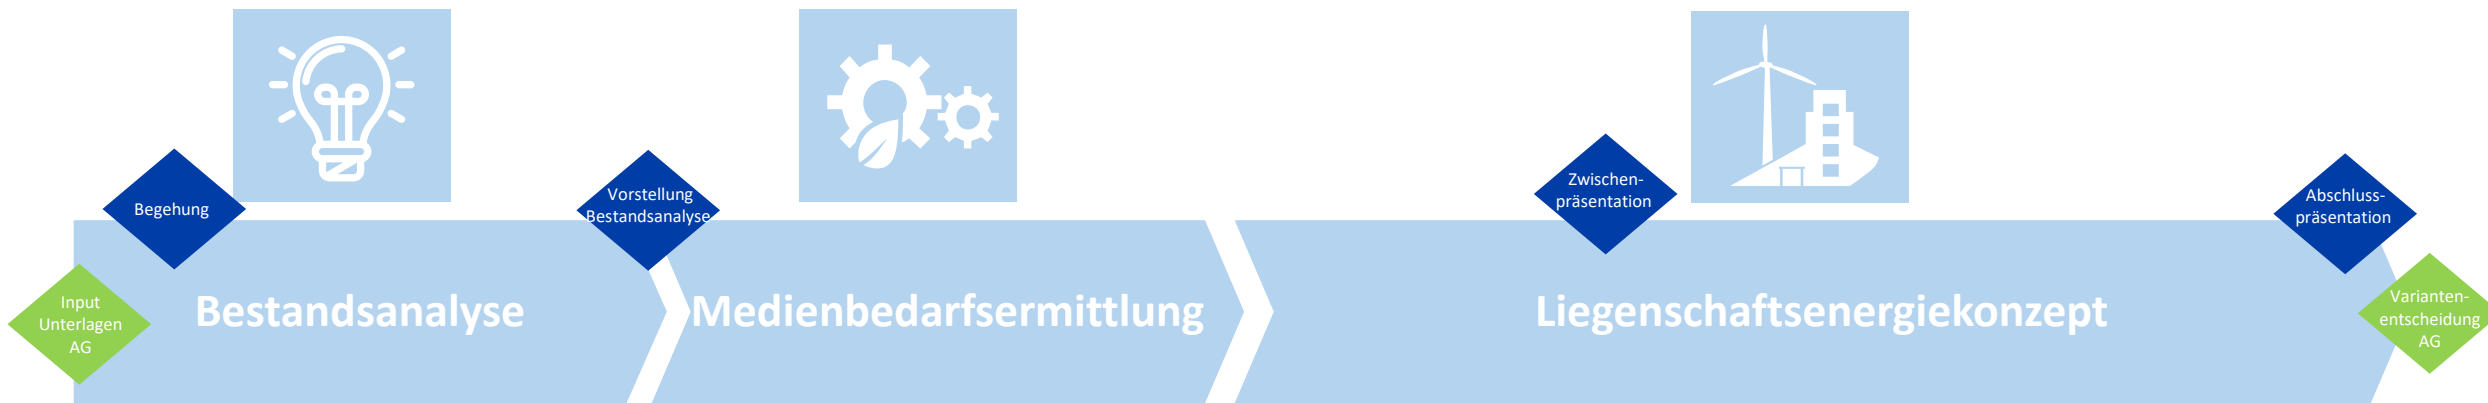 Input
Unterlagen
AG
Begehung
Bestandsanalyse
Vorstellung
Bestandsanalyse
Medienbedarfsermittlung
Zwischen-
präsentation
Liegenschaftsenergiekonzept
Abschluss-
präsentation
Varianten-
entscheidung
AG